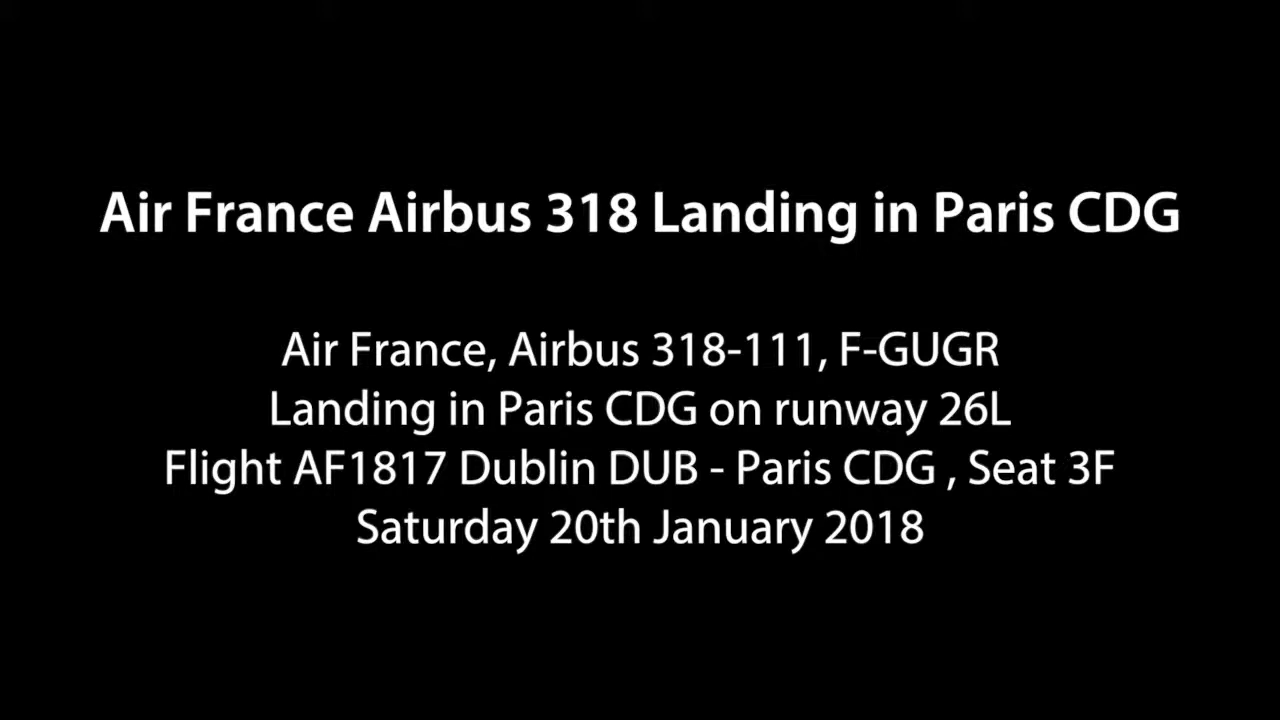 Air France Airbus 318 Landing in Paris CDG
Air France, Airbus 318-111, F-GUGR
Landing in Paris CDG on runway 26L
Flight AF1817 Dublin DUB - Paris CDG , Seat 3F
Saturday 20th January 2018